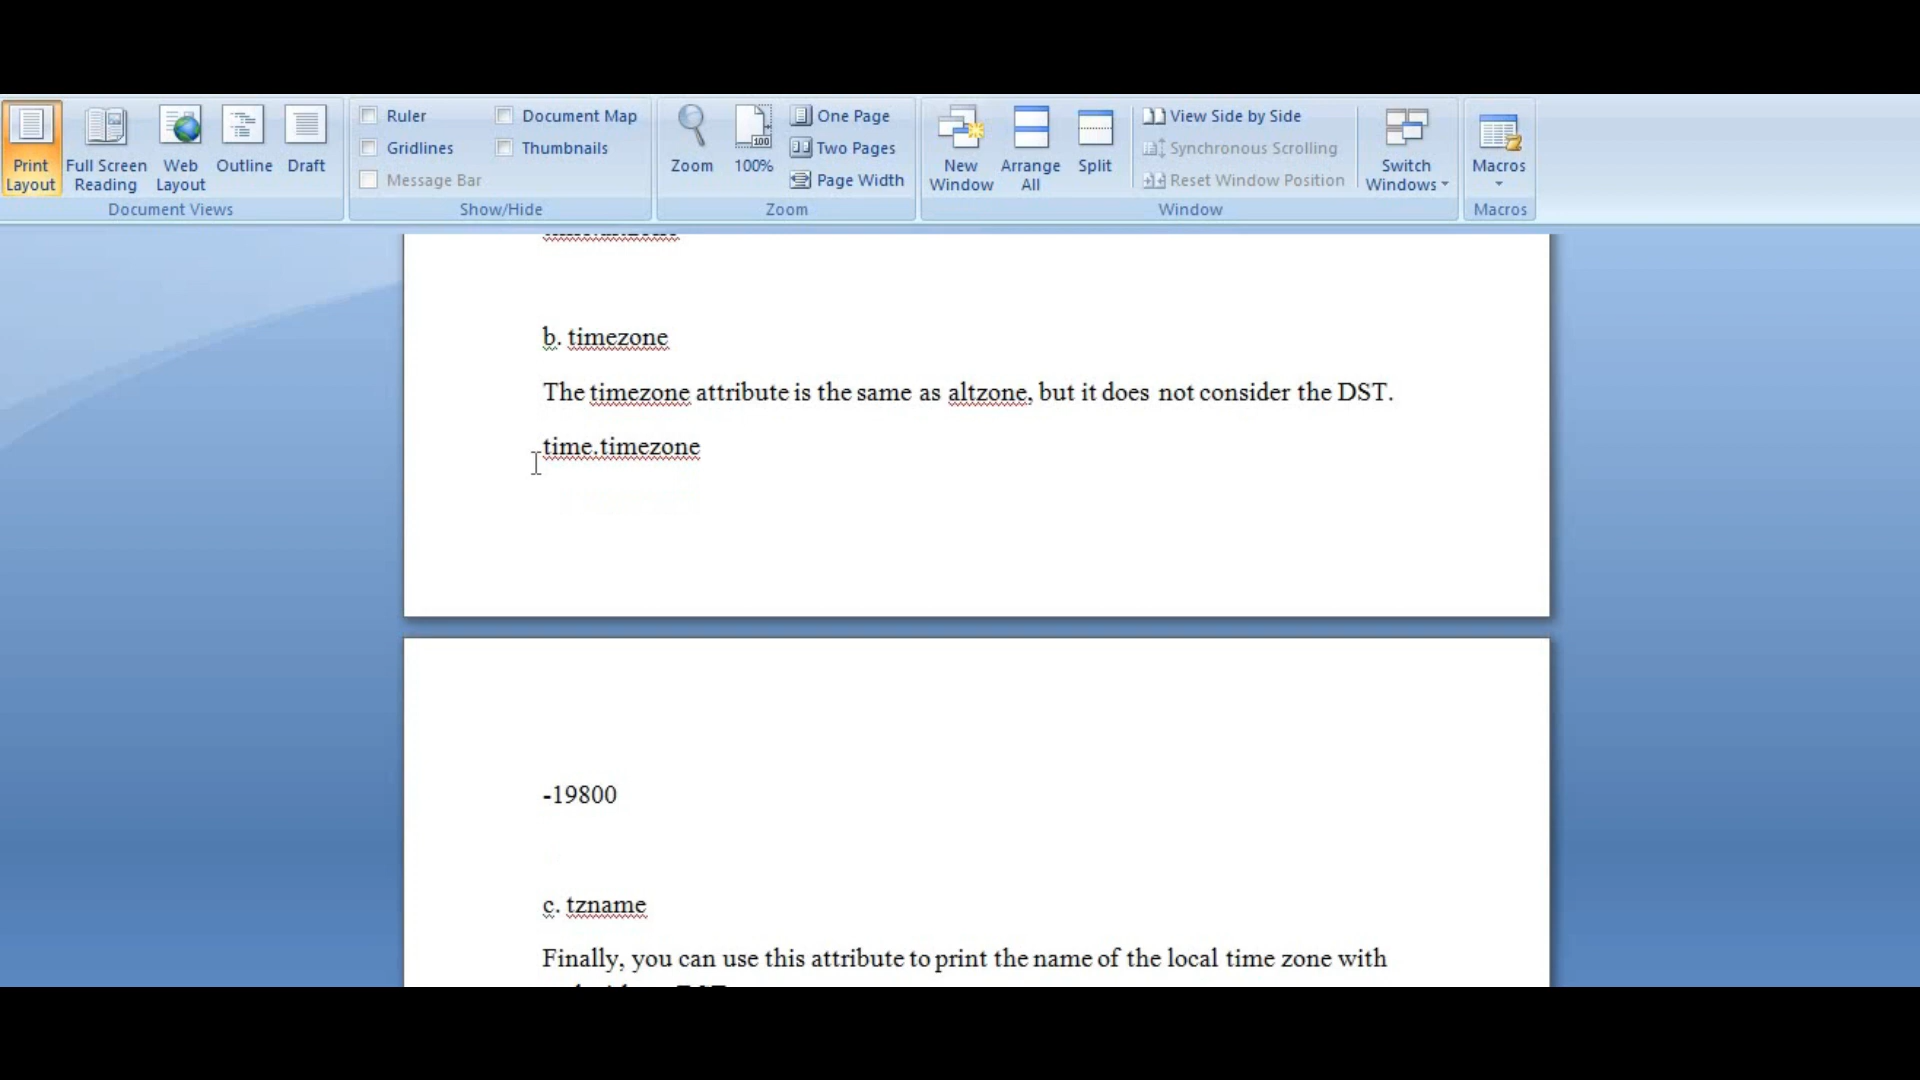 Print Layout
Full Screen Reading
Web Layout
Outline
Draft
Document Views
Ruler
Gridlines
Message Bar
Document Map
Thumbnails
Show/Hide
Zoom
100
100%
One Page
Two Pages
Page Width
Zoom
New Window
Arrange All
Split
View Side by Side
Synchronous Scrolling
Reset Window Position
Window
Switch Windows
Macros
Macros
b. timezone
The timezone attribute is the same as altzone, but it does not consider the DST.
time.timezone
-19800
c. tzname
Finally, you can use this attribute to print the name of the local time zone with